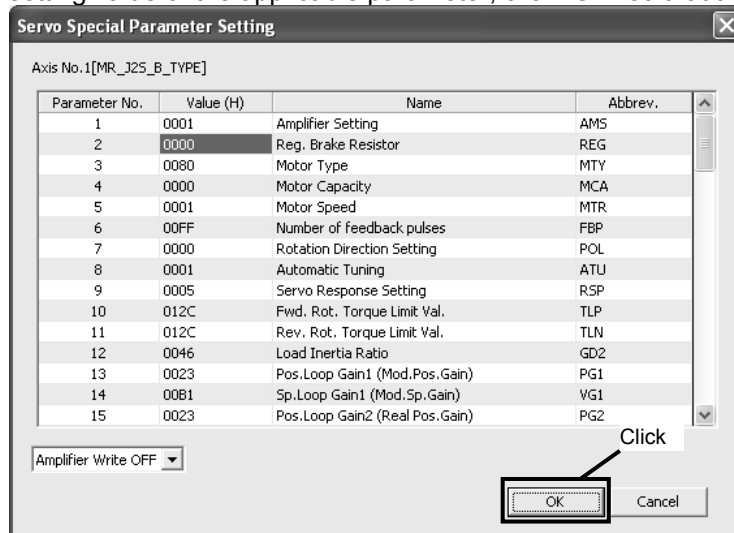 Servo Special Parameter Setting
Axis No.1[MR_J2S_B_TYPE]
Parameter No. Value (H) Name Abbrev.
1 0001 Amplifier Setting AMS
2 0000 Reg. Brake Resistor REG
3 0080 Motor Type MTY
4 0000 Motor Capacity MCA
5 0001 Motor Speed MTR
6 00FF Number of feedback pulses FBP
7 0000 Rotation Direction Setting POL
8 0001 Automatic Tuning ATU
9 0005 Servo Response Setting RSP
10 012C Fwd. Rot. Torque Limit Val. TLP
11 012C Rev. Rot. Torque Limit Val. TLN
12 0046 Load Inertia Ratio GD2
13 0023 Pos.Loop Gain1 (Mod.Pos.Gain) PG1
14 00B1 Sp.Loop Gain1 (Mod.Sp.Gain) VG1
15 0023 Pos.Loop Gain2 (Real Pos.Gain) PG2
Click
Amplifier Write OFF
OK Cancel